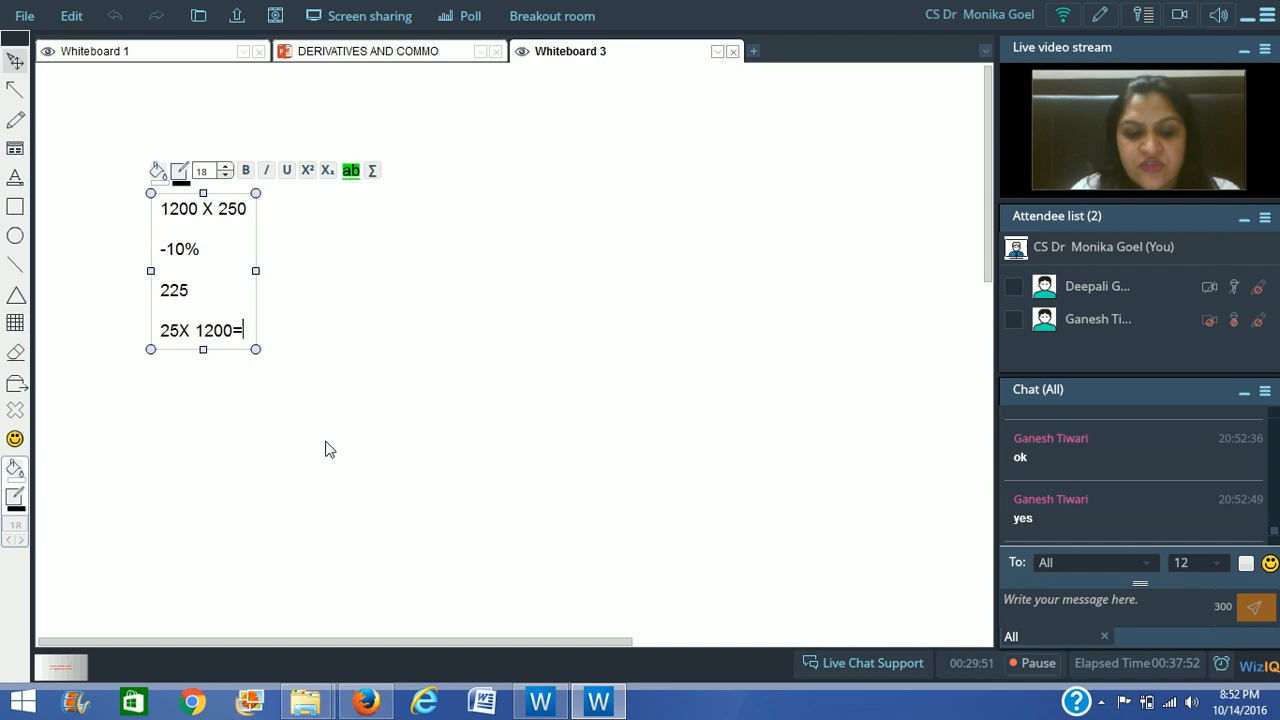 File Edit Screen sharing Poll Breakout room CS Dr Monika Goel
Whiteboard 1 DERIVATIVES AND COMMO Whiteboard 3 +
Live video stream
18 B I U X² X₂ ab Σ
1200 X 250
-10%
225
25X 1200=
Attendee list (2)
CS Dr Monika Goel (You)
Deepali G...
Ganesh Ti...
Chat (All)
Ganesh Tiwari 20:52:36
ok
Ganesh Tiwari 20:52:49
yes
18
To: All 12
Write your message here. 300
All
Live Chat Support 00:29:51 Pause Elapsed Time 00:37:52 WizIQ
8:52 PM
10/14/2016